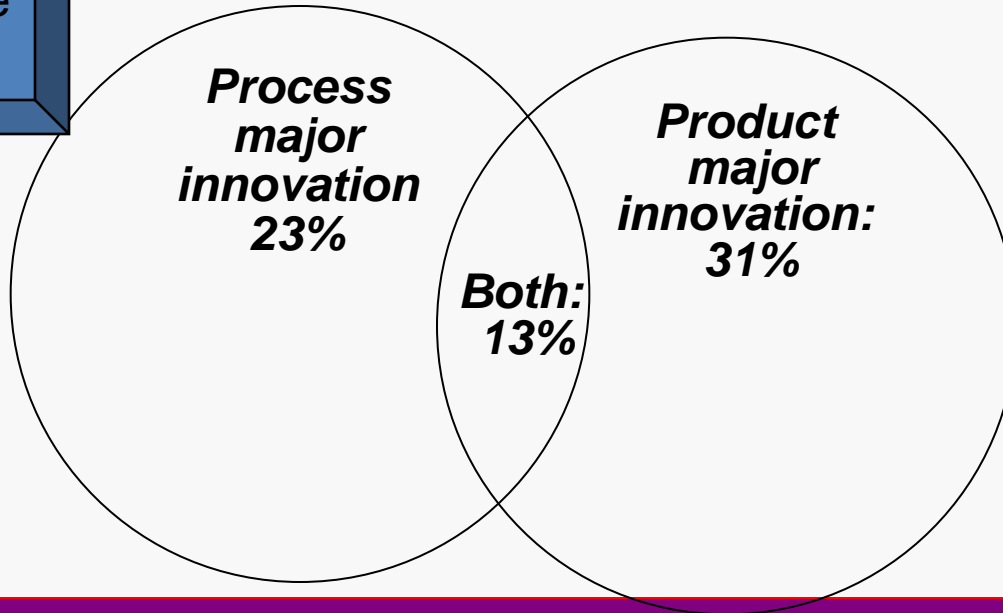 Process
major
innovation
23%
Product
major
innovation:
31%
Both:
13%